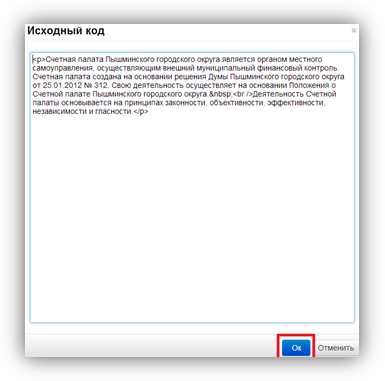 Исходный код ×
<p>Счетная палата Пышминского городского округа является органом местного
самоуправления, осуществляющим внешний муниципальный финансовый контроль.
Счетная палата создана на основании решения Думы Пышминского городского округа
от 25.01.2012 № 312. Свою деятельность осуществляет на основании Положения о
Счетной палате Пышминского городского округа.&nbsp;<br />Деятельность Счетной
палаты основывается на принципах законности, объективности, эффективности,
независимости и гласности.</p>
Ок Отменить